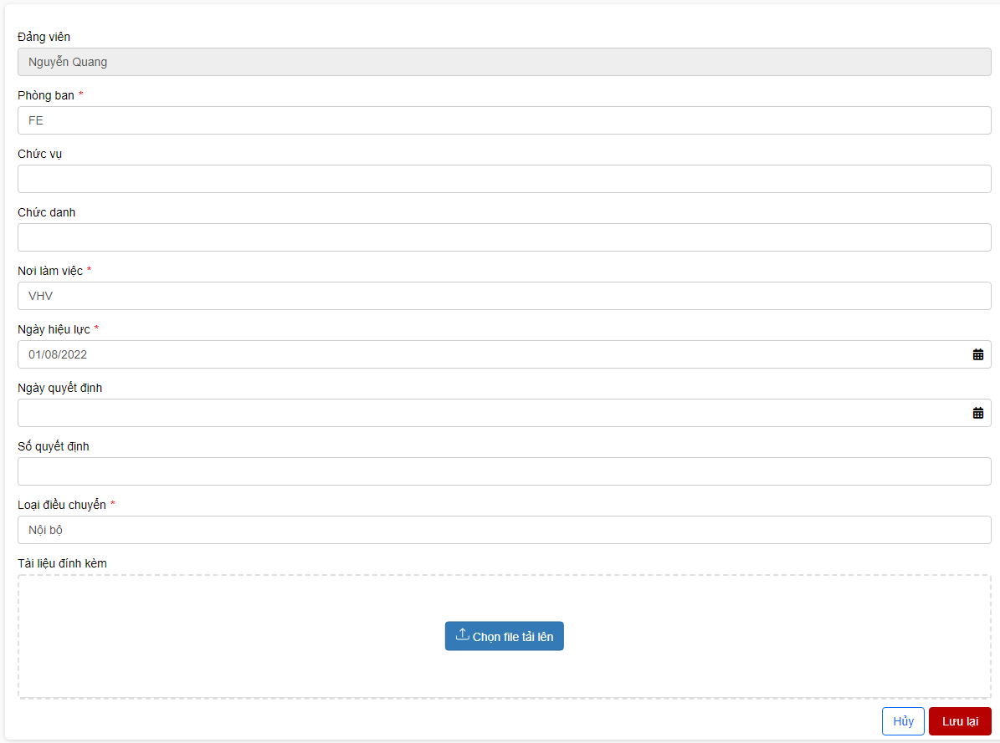 Đảng viên
Nguyễn Quang
Phòng ban *
FE
Chức vụ
Chức danh
Nơi làm việc *
VHV
Ngày hiệu lực *
01/08/2022
Ngày quyết định
Số quyết định
Loại điều chuyển *
Nội bộ
Tài liệu đính kèm
Chọn file tải lên
Hủy Lưu lại